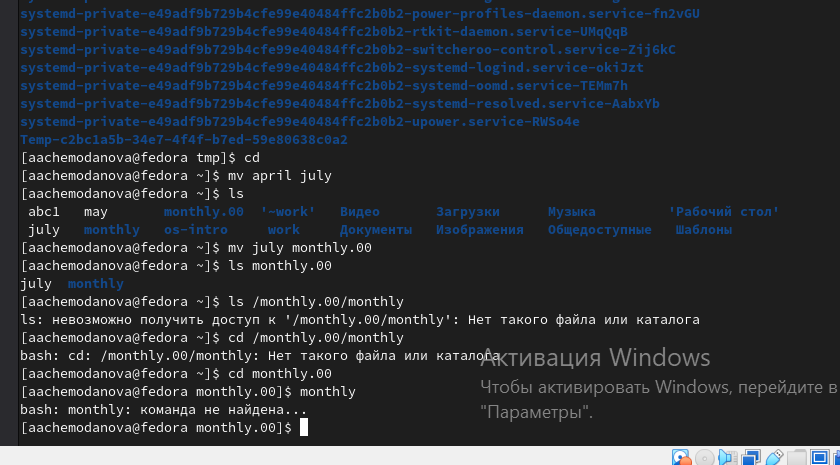 systemd-private-e49adf9b729b4cfe99e40484ffc2b0b2-power-profiles-daemon.service-fn2vGU
systemd-private-e49adf9b729b4cfe99e40484ffc2b0b2-rtkit-daemon.service-UMqQqB
systemd-private-e49adf9b729b4cfe99e40484ffc2b0b2-switcheroo-control.service-Zij6kC
systemd-private-e49adf9b729b4cfe99e40484ffc2b0b2-systemd-logind.service-okiJzt
systemd-private-e49adf9b729b4cfe99e40484ffc2b0b2-systemd-oomd.service-TEMm7h
systemd-private-e49adf9b729b4cfe99e40484ffc2b0b2-systemd-resolved.service-AabxYb
systemd-private-e49adf9b729b4cfe99e40484ffc2b0b2-upower.service-RWSo4e
Temp-c2bc1a5b-34e7-4f4f-b7ed-59e80638c0a2
[aachemodanova@fedora tmp]$ cd
[aachemodanova@fedora ~]$ mv april july
[aachemodanova@fedora ~]$ ls
abc1 may monthly.00 '~work' Видео Загрузки Музыка 'Рабочий стол'
july monthly os-intro work Документы Изображения Общедоступные Шаблоны
[aachemodanova@fedora ~]$ mv july monthly.00
[aachemodanova@fedora ~]$ ls monthly.00
july monthly
[aachemodanova@fedora ~]$ ls /monthly.00/monthly
ls: невозможно получить доступ к '/monthly.00/monthly': Нет такого файла или каталога
[aachemodanova@fedora ~]$ cd /monthly.00/monthly
bash: cd: /monthly.00/monthly: Нет такого файла или каталога
[aachemodanova@fedora ~]$ cd monthly.00
[aachemodanova@fedora monthly.00]$ monthly
bash: monthly: команда не найдена...
[aachemodanova@fedora monthly.00]$
Активация Windows
Чтобы активировать Windows, перейдите в
"Параметры".